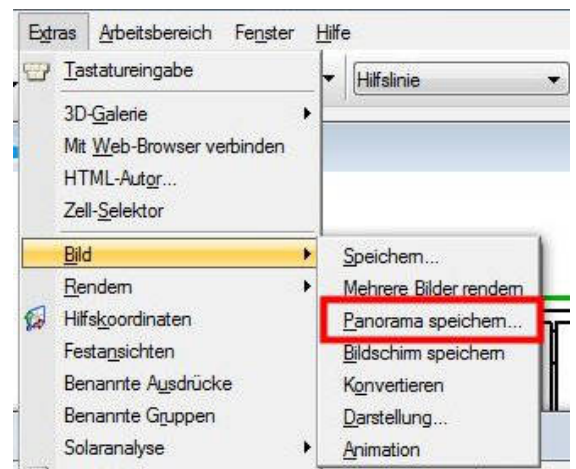 Extras Arbeitsbereich Fenster Hilfe
Tastatureingabe
Hilfslinie
3D-Galerie
Mit Web-Browser verbinden
HTML-Autor...
Zell-Selektor
Bild
Rendern
Hilfskoordinaten
Festansichten
Benannte Ausdrücke
Benannte Gruppen
Solaranalyse
Speichern...
Mehrere Bilder rendern
Panorama speichern...
Bildschirm speichern
Konvertieren
Darstellung...
Animation